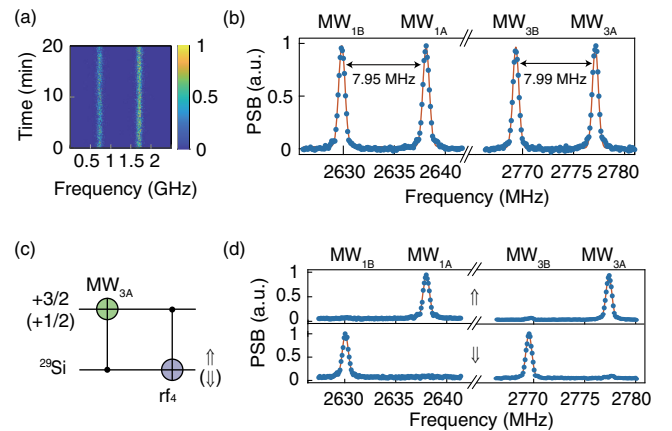 (a)
20
10
0
Time (min)
0.5 1 1.5 2
Frequency (GHz)
1
0.5
0
(b)
MW1B MW1A MW3B MW3A
1
0.5
0
PSB (a.u.)
7.95 MHz
7.99 MHz
2630 2640 2770 2775 2780
Frequency (MHz)
(c)
MW3A
+3/2
(+1/2)
29Si
⇑
(⇓)
rf4
(d)
MW1B MW1A MW3B MW3A
1
0.5
0
⇑
1
0.5
0
⇓
PSB (a.u.)
2630 2640 2770 2775 2780
Frequency (MHz)